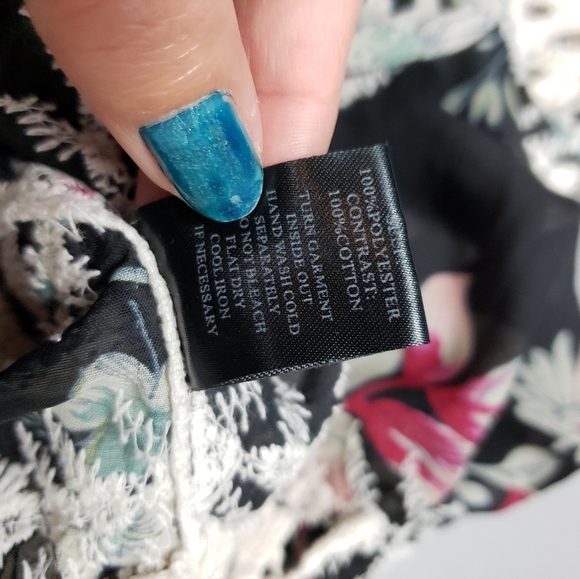 100%POLYESTER
CONTRAST:
100%COTTON
TURN GARMENT
INSIDE OUT
HAND WASH COLD
SEPARATELY
DO NOT BLEACH
FLAT DRY
COOL IRON
IF NECESSARY